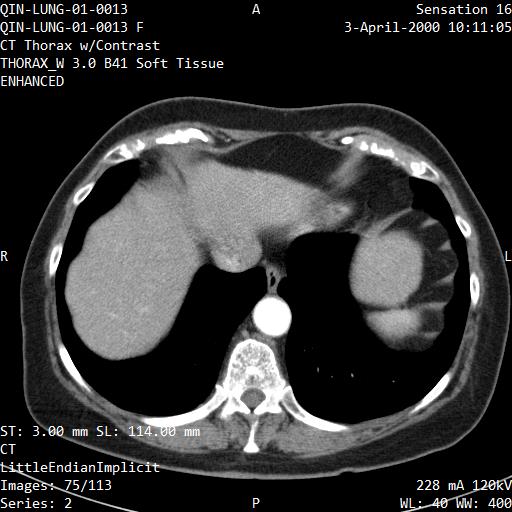 QIN-LUNG-01-0013
A
Sensation 16
QIN-LUNG-01-0013 F
3-April-2000 10:11:05
CT Thorax w/Contrast
THORAX_W 3.0 B41 Soft Tissue
ENHANCED
R
L
ST: 3.00 mm SL: 114.00 mm
CT
LittleEndianImplicit
Images: 75/113
228 mA 120kV
Series: 2
P
WL: 40 WW: 400